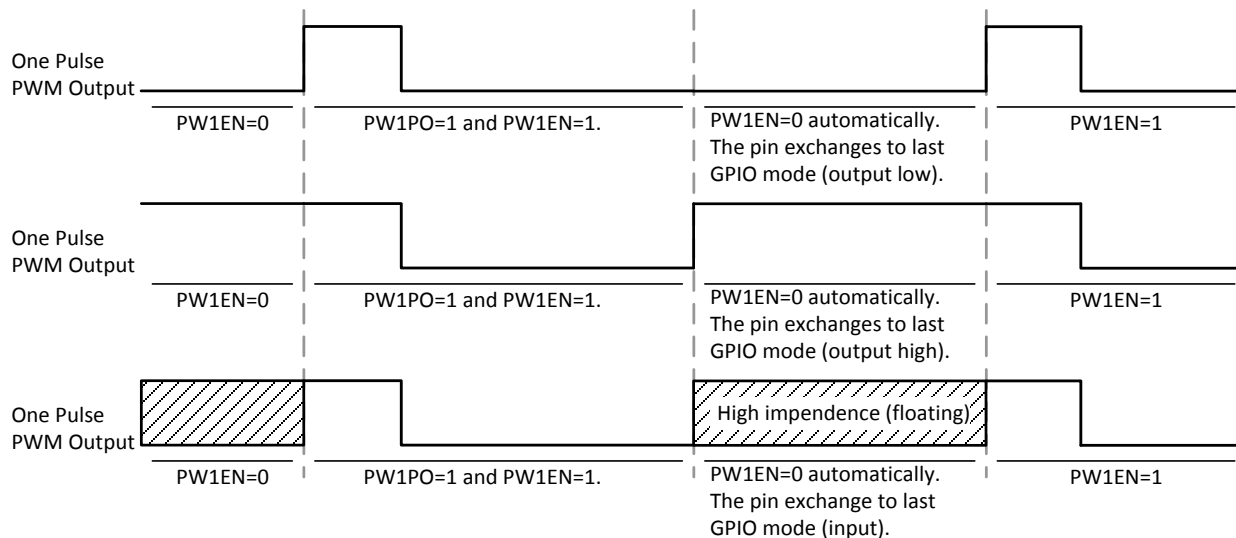 One Pulse
PWM Output
PW1EN=0
PW1PO=1 and PW1EN=1.
PW1EN=0 automatically.
The pin exchanges to last
GPIO mode (output low).
PW1EN=1
One Pulse
PWM Output
PW1EN=0
PW1PO=1 and PW1EN=1.
PW1EN=0 automatically.
The pin exchanges to last
GPIO mode (output high).
PW1EN=1
One Pulse
PWM Output
High impendence (floating)
PW1EN=0
PW1PO=1 and PW1EN=1.
PW1EN=0 automatically.
The pin exchange to last
GPIO mode (input).
PW1EN=1